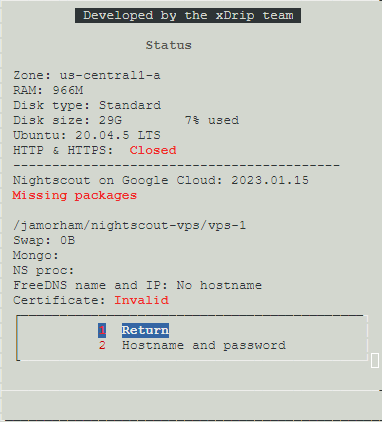 Developed by the xDrip team
Status
Zone: us-central1-a
RAM: 966M
Disk type: Standard
Disk size: 29G 7% used
Ubuntu: 20.04.5 LTS
HTTP & HTTPS: Closed
-----------------------------------------
Nightscout on Google Cloud: 2023.01.15
Missing packages
/jamorham/nightscout-vps/vps-1
Swap: 0B
Mongo:
NS proc:
FreeDNS name and IP: No hostname
Certificate: Invalid
1 Return
2 Hostname and password